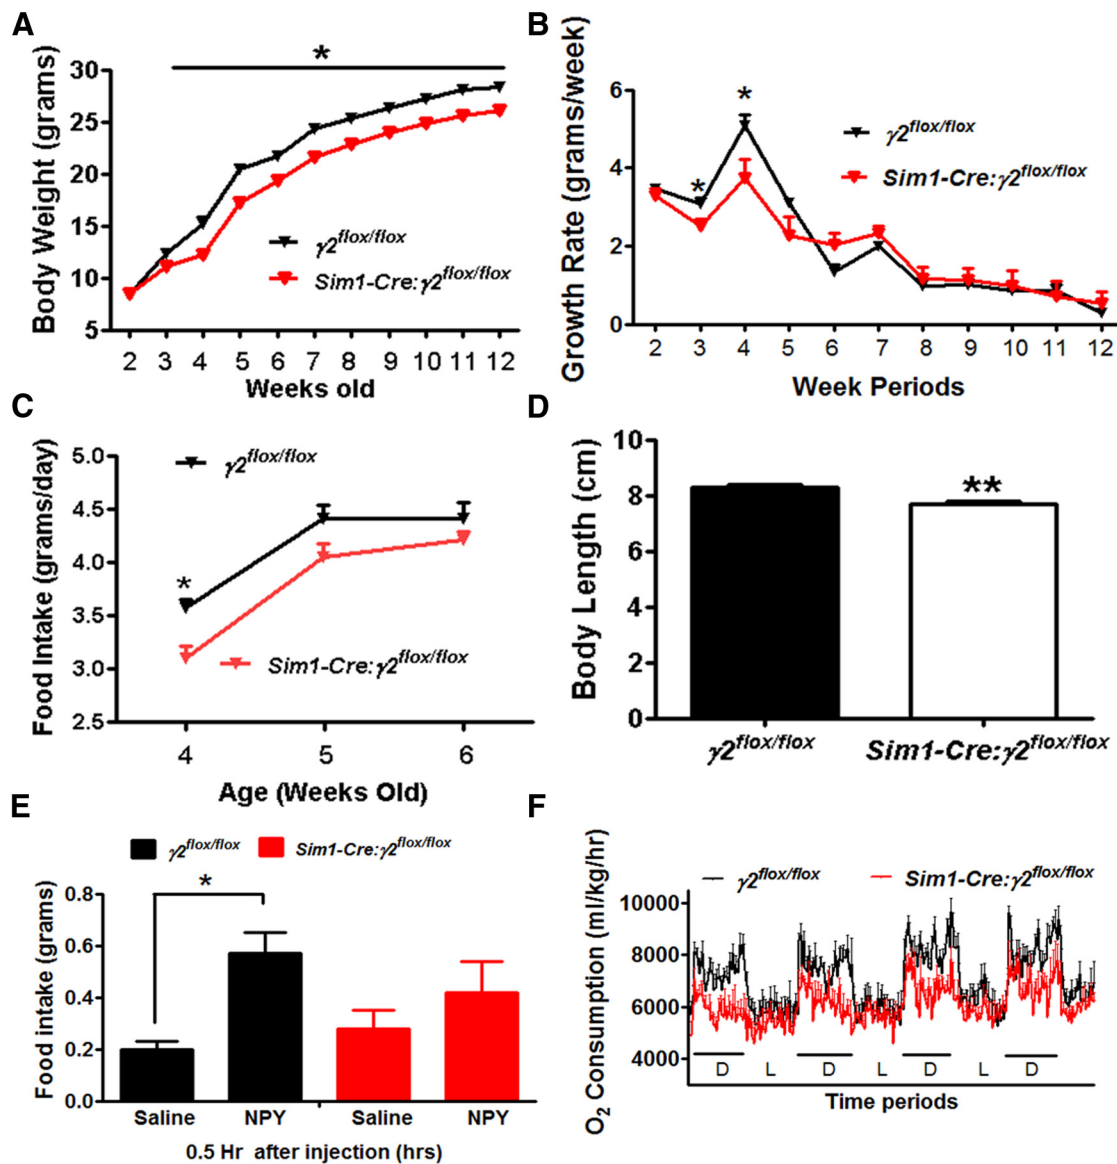 A
*
Body Weight (grams)
30
25
20
15
10
5
γ2flox/flox
Sim1-Cre:γ2flox/flox
2 3 4 5 6 7 8 9 10 11 12
Weeks old
B
Growth Rate (grams/week)
6
4
2
0
*
*
γ2flox/flox
Sim1-Cre:γ2flox/flox
2 3 4 5 6 7 8 9 10 11 12
Week Periods
C
Food Intake (grams/day)
5.0
4.5
4.0
3.5
3.0
2.5
γ2flox/flox
*
Sim1-Cre:γ2flox/flox
4 5 6
Age (Weeks Old)
D
Body Length (cm)
10
8
6
4
2
0
**
γ2flox/flox Sim1-Cre:γ2flox/flox
E
γ2flox/flox Sim1-Cre:γ2flox/flox
Food intake (grams)
0.8
0.6
0.4
0.2
0.0
*
Saline NPY Saline NPY
0.5 Hr after injection (hrs)
F
O2 Consumption (ml/kg/hr)
γ2flox/flox Sim1-Cre:γ2flox/flox
10000
8000
6000
4000
D L D L D L D
Time periods